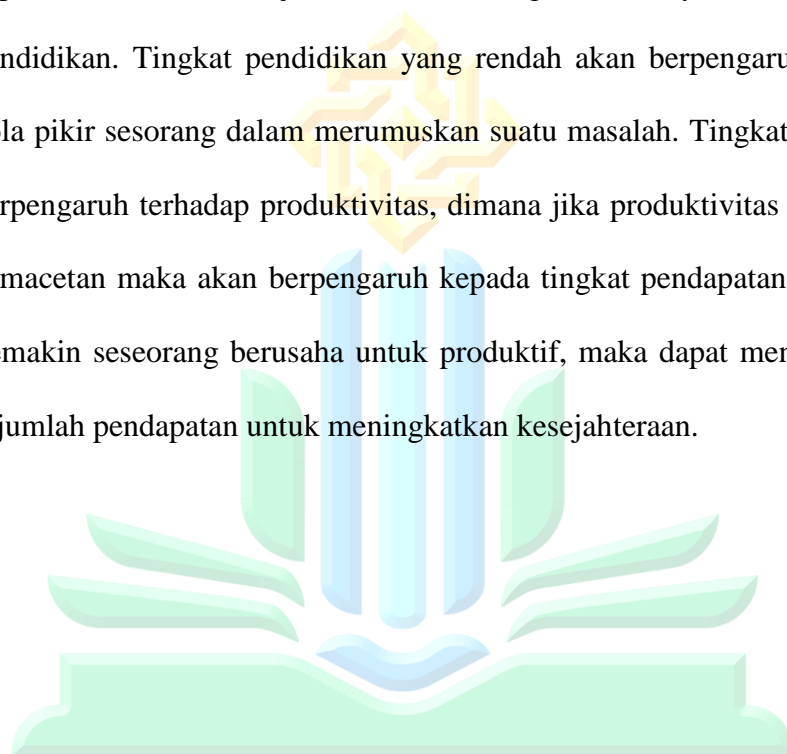 ndidikan. Tingkat pendidikan yang rendah akan berpengaru
la pikir sesorang dalam merumuskan suatu masalah. Tingkat
rpengaruh terhadap produktivitas, dimana jika produktivitas
macetan maka akan berpengaruh kepada tingkat pendapatan
emakin seseorang berusaha untuk produktif, maka dapat men
jumlah pendapatan untuk meningkatkan kesejahteraan.